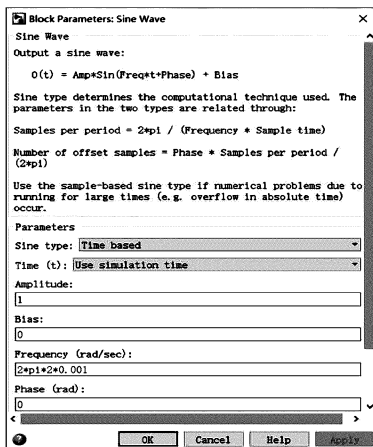 Block Parameters: Sine Wave
Sine Wave
Output a sine wave:
O(t) = Amp*Sin(Freq*t+Phase) + Bias
Sine type determines the computational technique used. The
parameters in the two types are related through:
Samples per period = 2*pi / (Frequency * Sample time)
Number of offset samples = Phase * Samples per period /
(2*pi)
Use the sample-based sine type if numerical problems due to
running for large times (e.g. overflow in absolute time)
occur.
Parameters
Sine type: Time based
Time (t): Use simulation time
Amplitude:
1
Bias:
0
Frequency (rad/sec):
2*pi*2*0.001
Phase (rad):
0
OK Cancel Help Apply